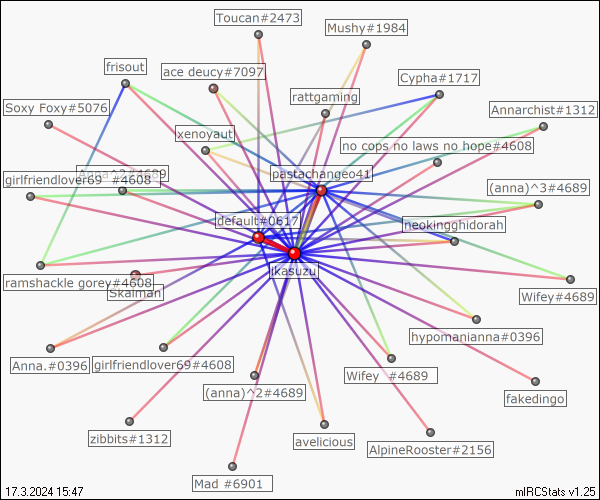 Toucan#2473
Mushy#1984
frisout
ace deucy#7097
Cypha#1717
rattgaming
Soxy Foxy#5076
Annarchist#1312
xenoyaut
no cops no laws no hope#4608
Anna^2#4689
pastachangeo41
girlfriendlover69 #4608
(anna)^3#4689
default#0617
neokingghidorah
jkasuzu
ramshackle gorey#4608
Skalman
Wifey#4689
hypomanianna#0396
Anna.#0396
girlfriendlover69#4608
Wifey #4689
(anna)^2#4689
fakedingo
zibbits#1312
avelicious
AlpineRooster#2156
Mad #6901
17.3.2024 15:47
mIRCStats v1.25